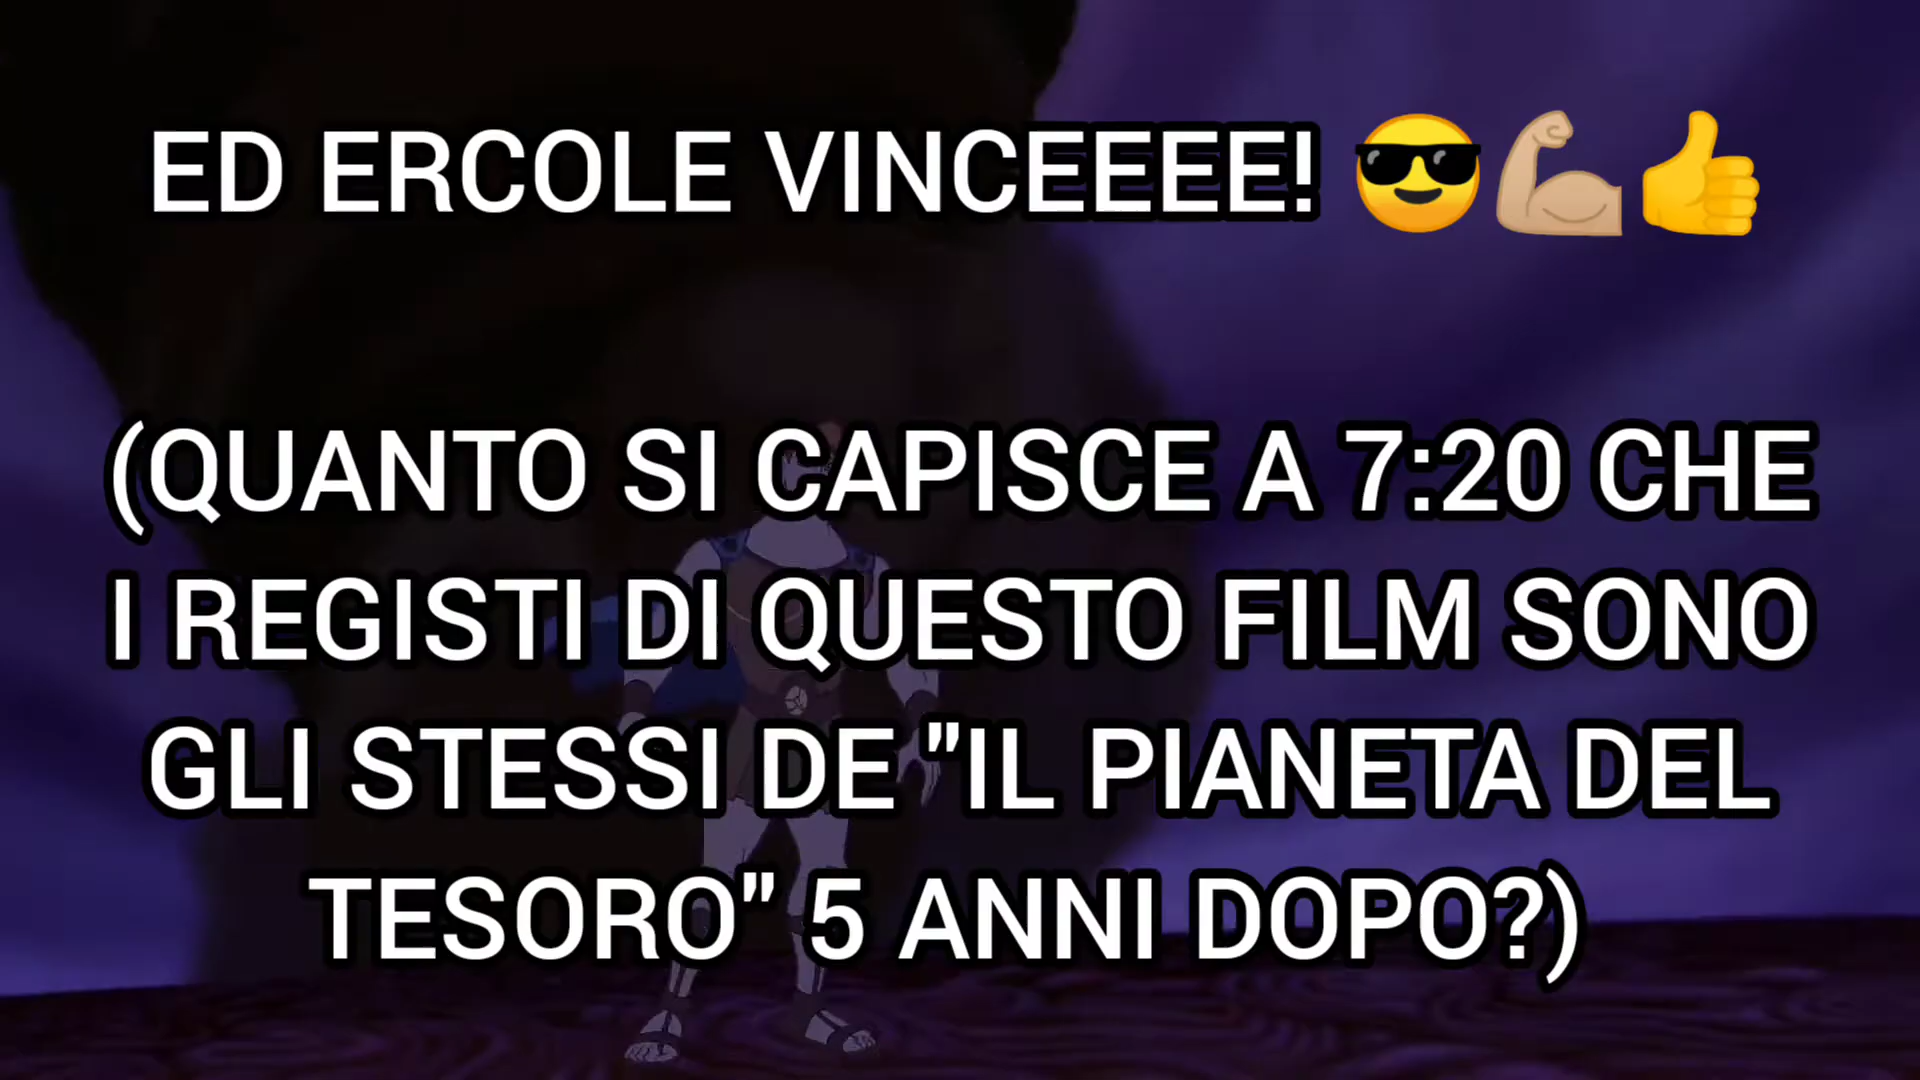 ED ERCOLE VINCEEEE! 😎💪🏼👍
(QUANTO SI CAPISCE A 7:20 CHE
I REGISTI DI QUESTO FILM SONO
GLI STESSI DE "IL PIANETA DEL
TESORO" 5 ANNI DOPO?)